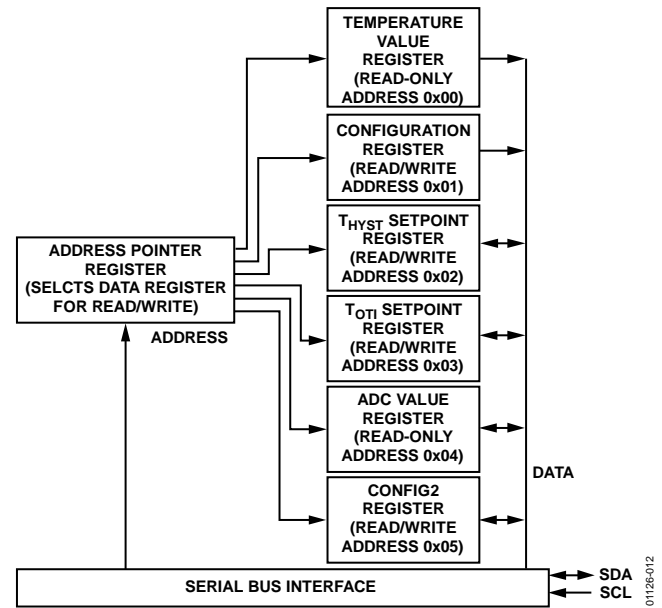 TEMPERATURE
VALUE
REGISTER
(READ-ONLY
ADDRESS 0x00)
CONFIGURATION
REGISTER
(READ/WRITE
ADDRESS 0x01)
THYST SETPOINT
REGISTER
(READ/WRITE
ADDRESS 0x02)
ADDRESS POINTER
REGISTER
(SELCTS DATA REGISTER
FOR READ/WRITE)
ADDRESS
TOTI SETPOINT
REGISTER
(READ/WRITE
ADDRESS 0x03)
ADC VALUE
REGISTER
(READ-ONLY
ADDRESS 0x04)
DATA
CONFIG2
REGISTER
(READ/WRITE
ADDRESS 0x05)
SERIAL BUS INTERFACE
SDA
SCL
01126-012